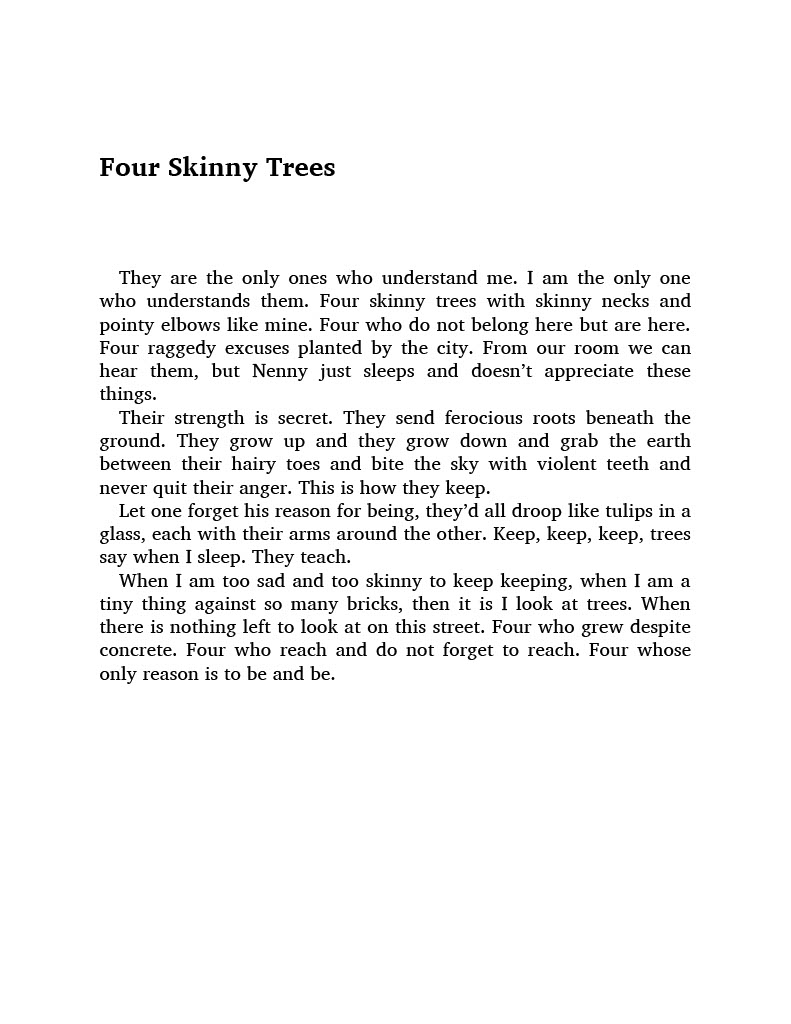 Four Skinny Trees
They are the only ones who understand me. I am the only one
who understands them. Four skinny trees with skinny necks and
pointy elbows like mine. Four who do not belong here but are here.
Four raggedy excuses planted by the city. From our room we can
hear them, but Nenny just sleeps and doesn’t appreciate these
things.
Their strength is secret. They send ferocious roots beneath the
ground. They grow up and they grow down and grab the earth
between their hairy toes and bite the sky with violent teeth and
never quit their anger. This is how they keep.
Let one forget his reason for being, they’d all droop like tulips in a
glass, each with their arms around the other. Keep, keep, keep, trees
say when I sleep. They teach.
When I am too sad and too skinny to keep keeping, when I am a
tiny thing against so many bricks, then it is I look at trees. When
there is nothing left to look at on this street. Four who grew despite
concrete. Four who reach and do not forget to reach. Four whose
only reason is to be and be.